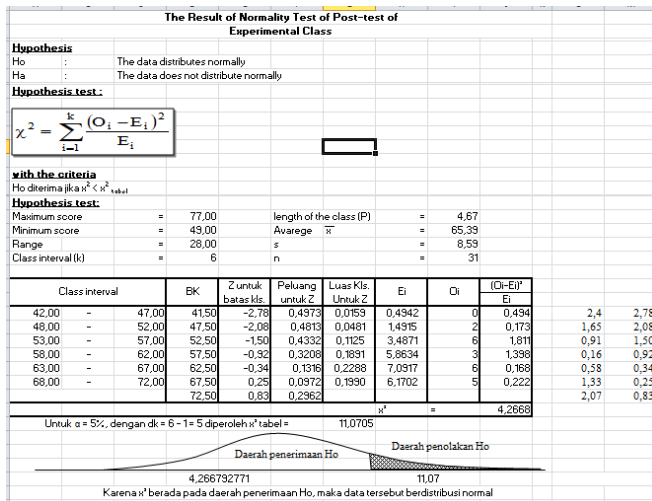 The Result of Normality Test of Post-test of
Experimental Class
Hypothesis
Ho : The data distributes normally
Ha : The data does not distribute normally
Hypothesis test :
χ² = Σ (Oᵢ – Eᵢ)² / Eᵢ
k
i=1
with the criteria
Ho diterima jika x² < x² tabel
Hypothesis test:
Maximum score = 77,00 length of the class (P) = 4,67
Minimum score = 49,00 Avarege x̄ = 65,39
Range = 28,00 s = 8,59
Class interval (k) = 6 n = 31
Class interval BK Z untuk batas kls. Peluang untuk Z Luas Kls. Untuk Z Ei Oi (Oi-Ei)² Ei
42,00 - 47,00 41,50 -2,78 0,4973 0,0159 0,4942 0 0,494 2,4 2,78
48,00 - 52,00 47,50 -2,08 0,4813 0,0481 1,4915 2 0,173 1,65 2,08
53,00 - 57,00 52,50 -1,50 0,4332 0,1125 3,4871 6 1,811 0,91 1,50
58,00 - 62,00 57,50 -0,92 0,3208 0,1891 5,8634 3 1,398 0,16 0,92
63,00 - 67,00 62,50 -0,34 0,1316 0,2288 7,0917 6 0,168 0,58 0,34
68,00 - 72,00 67,50 0,25 0,0972 0,1990 6,1702 5 0,222 1,33 0,25
72,50 0,83 0,2962 2,07 0,83
x² = 4,2668
Untuk α = 5%, dengan dk = 6 - 1 = 5 diperoleh x² tabel = 11,0705
Daerah penerimaan Ho Daerah penolakan Ho
4,266792771 11,07
Karena x² berada pada daerah penerimaan Ho, maka data tersebut berdistribusi normal